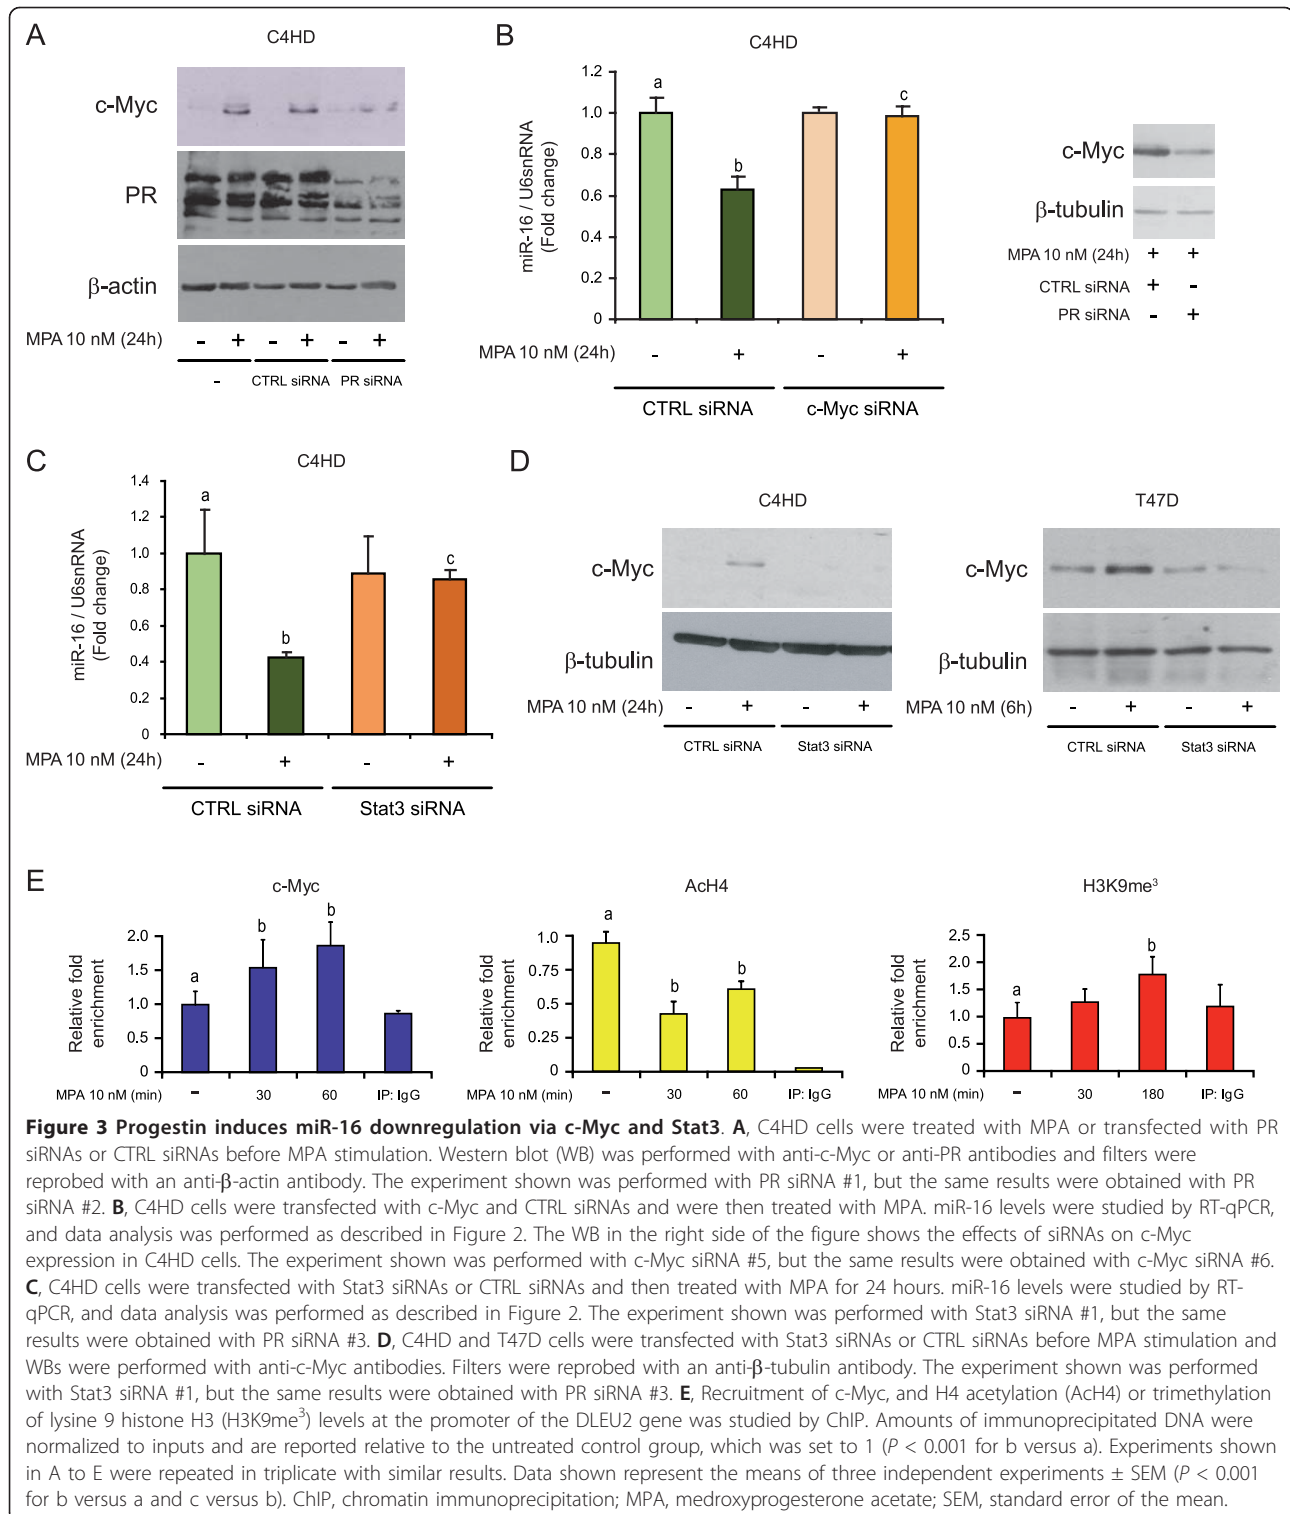 A
C4HD
c-Myc
PR
β-actin
MPA 10 nM (24h) - + - + - +
- CTRL siRNA PR siRNA
B
C4HD
miR-16 / U6snRNA
(Fold change)
1.2
1.0
0.8
0.6
0.4
0.2
0
a
b
c
MPA 10 nM (24h) - + - +
CTRL siRNA c-Myc siRNA
c-Myc
β-tubulin
MPA 10 nM (24h) + +
CTRL siRNA + -
PR siRNA - +
C
C4HD
miR-16 / U6snRNA
(Fold change)
1.4
1.2
1.0
0.8
0.6
0.4
0.2
0
a
b
c
MPA 10 nM (24h) - + - +
CTRL siRNA Stat3 siRNA
D
C4HD
c-Myc
β-tubulin
MPA 10 nM (24h) - + - +
CTRL siRNA Stat3 siRNA
T47D
c-Myc
β-tubulin
MPA 10 nM (6h) - + - +
CTRL siRNA Stat3 siRNA
E
c-Myc
Relative fold
enrichment
2.0
1.5
1.0
0.5
0
a
b
b
MPA 10 nM (min) - 30 60 IP: IgG
AcH4
Relative fold
enrichment
1.0
0.75
0.5
0.25
0
a
b
b
MPA 10 nM (min) - 30 60 IP: IgG
H3K9me³
Relative fold
enrichment
2.5
2.0
1.5
1.0
0.5
0
a
b
MPA 10 nM (min) - 30 180 IP: IgG
Figure 3 Progestin induces miR-16 downregulation via c-Myc and Stat3. A, C4HD cells were treated with MPA or transfected with PR
siRNAs or CTRL siRNAs before MPA stimulation. Western blot (WB) was performed with anti-c-Myc or anti-PR antibodies and filters were
reprobed with an anti-β-actin antibody. The experiment shown was performed with PR siRNA #1, but the same results were obtained with PR
siRNA #2. B, C4HD cells were transfected with c-Myc and CTRL siRNAs and were then treated with MPA. miR-16 levels were studied by RT-qPCR,
and data analysis was performed as described in Figure 2. The WB in the right side of the figure shows the effects of siRNAs on c-Myc
expression in C4HD cells. The experiment shown was performed with c-Myc siRNA #5, but the same results were obtained with c-Myc siRNA #6.
C, C4HD cells were transfected with Stat3 siRNAs or CTRL siRNAs and then treated with MPA for 24 hours. miR-16 levels were studied by RT-
qPCR, and data analysis was performed as described in Figure 2. The experiment shown was performed with Stat3 siRNA #1, but the same
results were obtained with PR siRNA #3. D, C4HD and T47D cells were transfected with Stat3 siRNAs or CTRL siRNAs before MPA stimulation and
WBs were performed with anti-c-Myc antibodies. Filters were reprobed with an anti-β-tubulin antibody. The experiment shown was performed
with Stat3 siRNA #1, but the same results were obtained with PR siRNA #3. E, Recruitment of c-Myc, and H4 acetylation (AcH4) or trimethylation
of lysine 9 histone H3 (H3K9me³) levels at the promoter of the DLEU2 gene was studied by ChIP. Amounts of immunoprecipitated DNA were
normalized to inputs and are reported relative to the untreated control group, which was set to 1 (P < 0.001 for b versus a). Experiments shown
in A to E were repeated in triplicate with similar results. Data shown represent the means of three independent experiments ± SEM (P < 0.001
for b versus a and c versus b). ChIP, chromatin immunoprecipitation; MPA, medroxyprogesterone acetate; SEM, standard error of the mean.